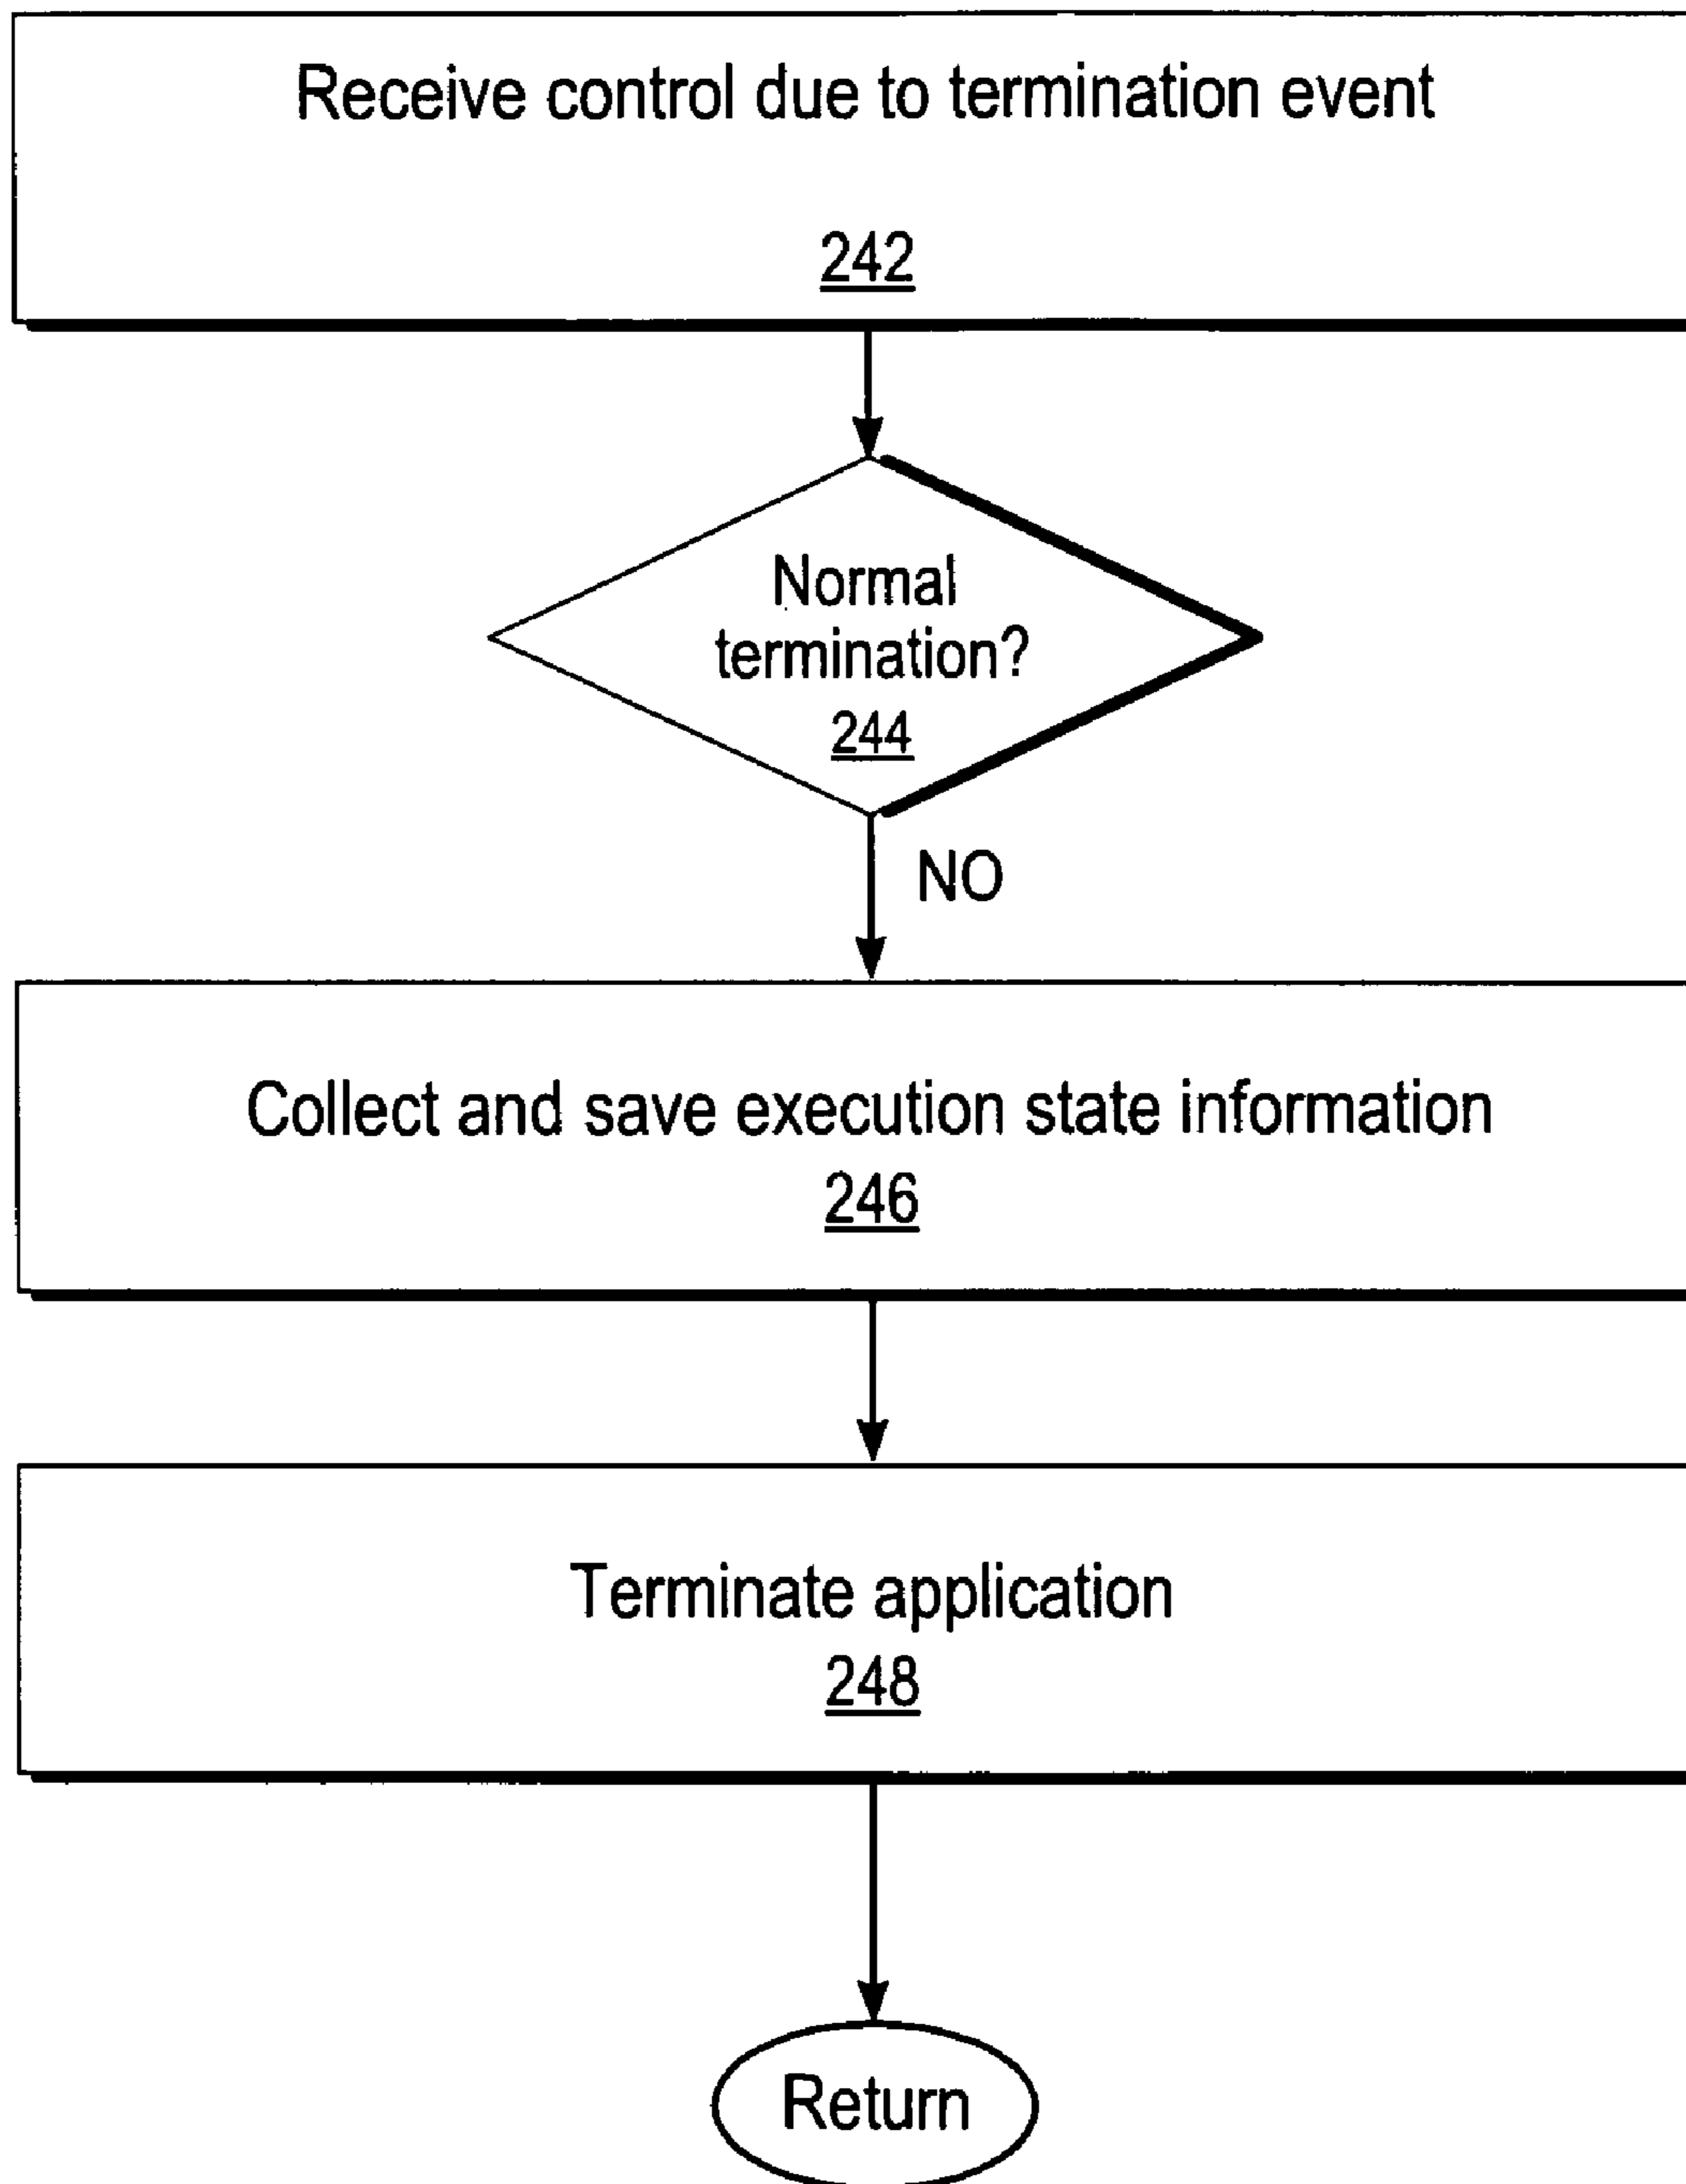 Receive control due to termination event
242
Normal
termination?
244
NO
Collect and save execution state information
246
Terminate application
248
Return